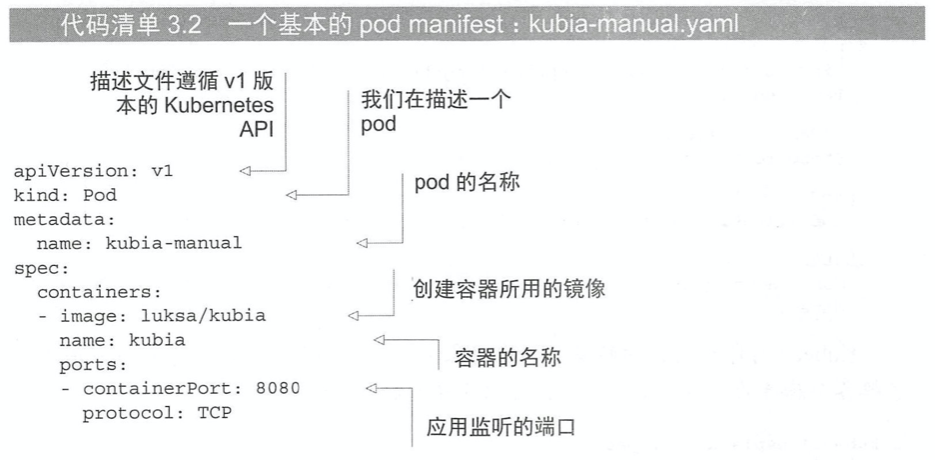 代码清单 3.2 一个基本的 pod manifest：kubia-manual.yaml
描述文件遵循 v1 版
本的 Kubernetes
API
我们在描述一个
pod
apiVersion: v1
kind: Pod
pod 的名称
metadata:
  name: kubia-manual
spec:
  containers:
创建容器所用的镜像
  - image: luksa/kubia
    name: kubia
容器的名称
    ports:
    - containerPort: 8080
      protocol: TCP
应用监听的端口